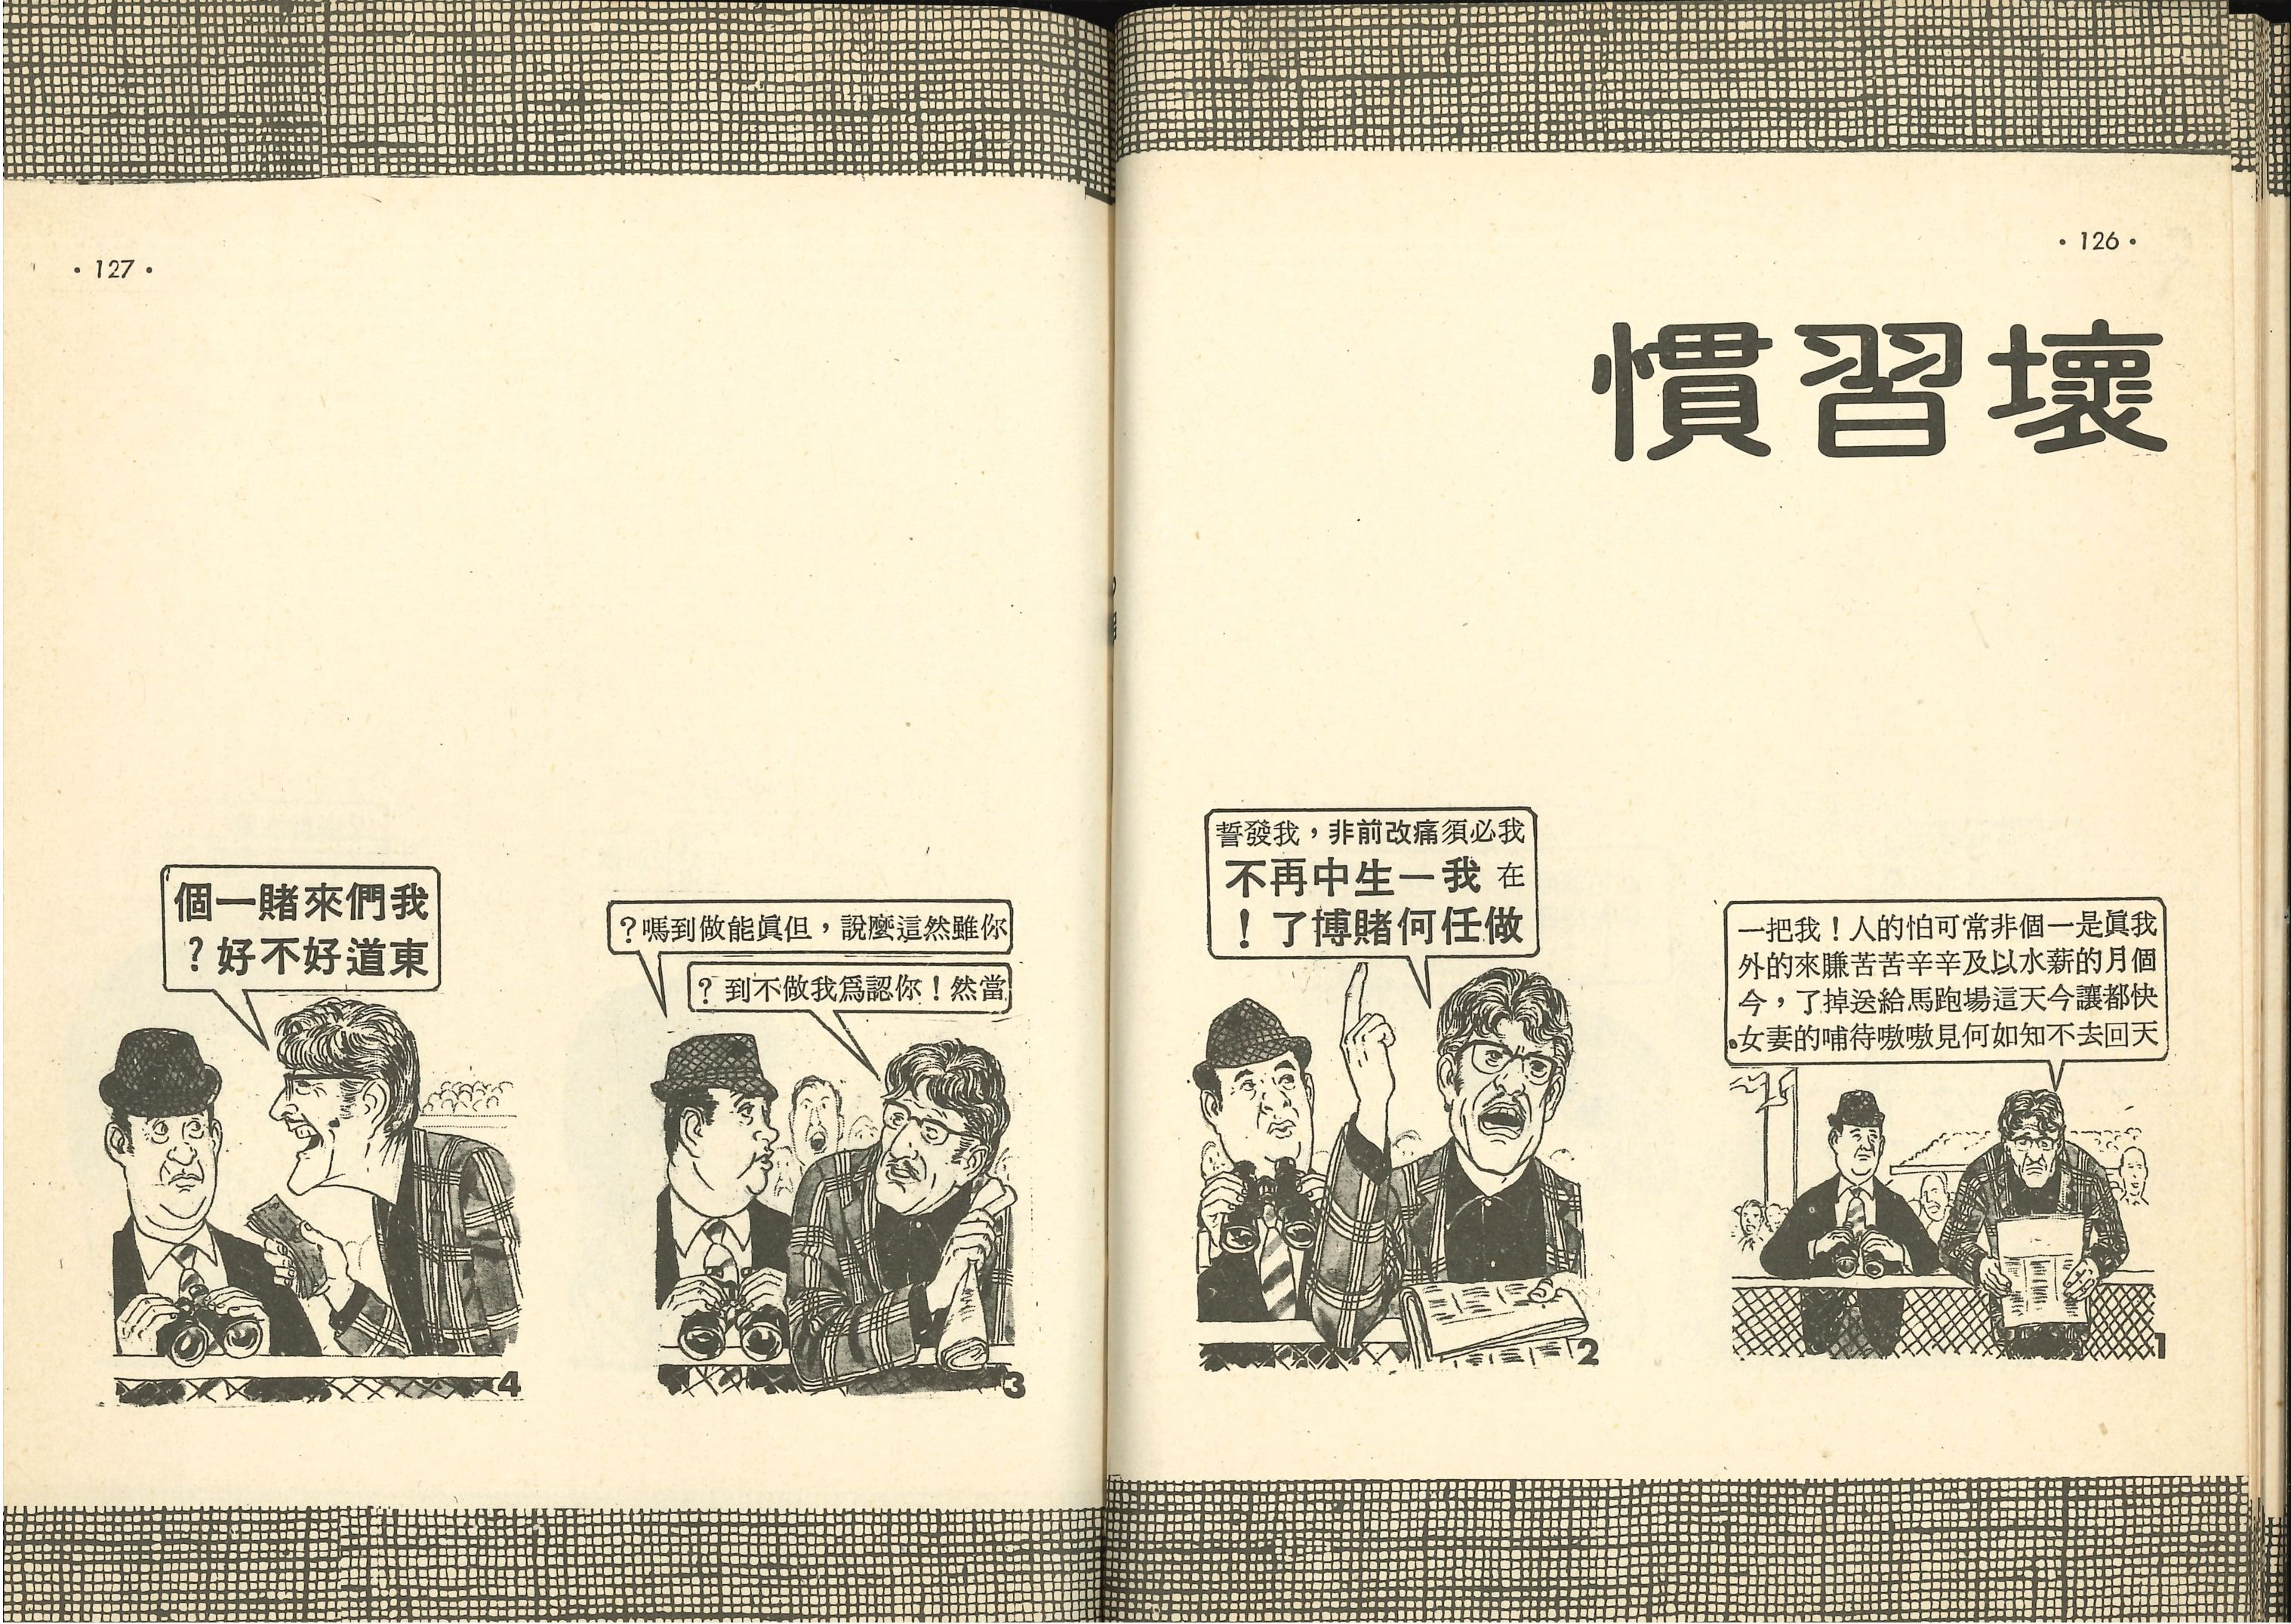 ·126·
壞習慣
我眞是一個非常可怕的人！我把一
個月的薪水以及辛辛苦苦賺來的外
快都讓今天這場跑馬給送掉了，今
天回去不知如何見嗷嗷待哺的妻女.
1
我必須痛改前非，我發誓
在我一生中再不
做任何賭博了！
2
·127·
你雖然這麼說，但眞能做到嗎？
當然！你認爲我做不到？
3
我們來賭一個
東道好不好？
4